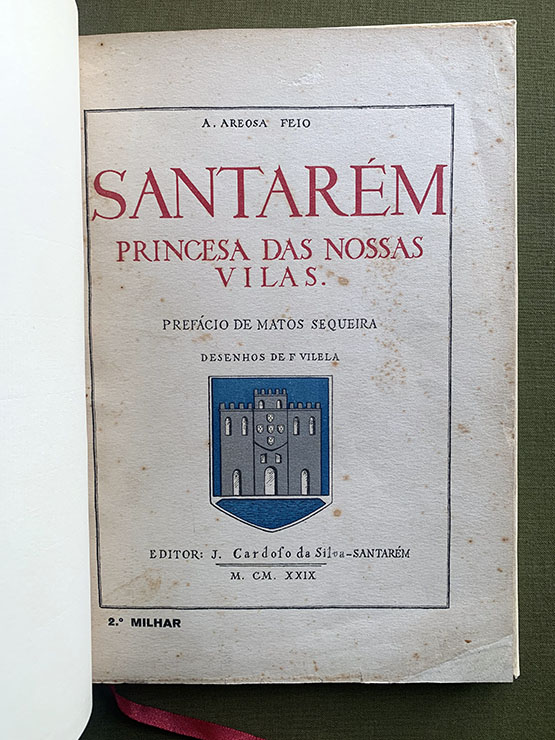 A. AREOSA FEIO
SANTARÉM
PRINCESA DAS NOSSAS
VILAS.
PREFÁCIO DE MATOS SEQUEIRA
DESENHOS DE F VILELA
EDITOR: J. Cardoſo da Silva-SANTARÉM
M. CM. XXIX
2.º MILHAR